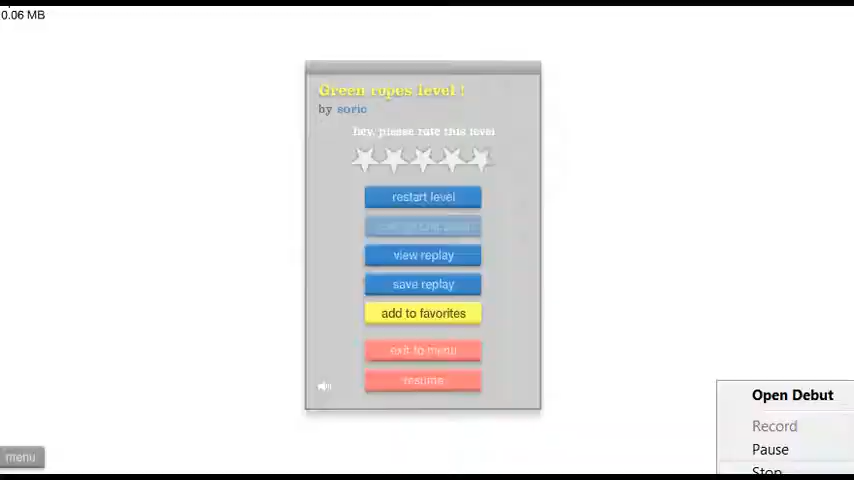 0.06 MB
Green ropes level !
by soric
hey, please rate this level
restart level
view replay
save replay
add to favorites
exit to menu
resume
menu
Open Debut
Record
Pause
Stop